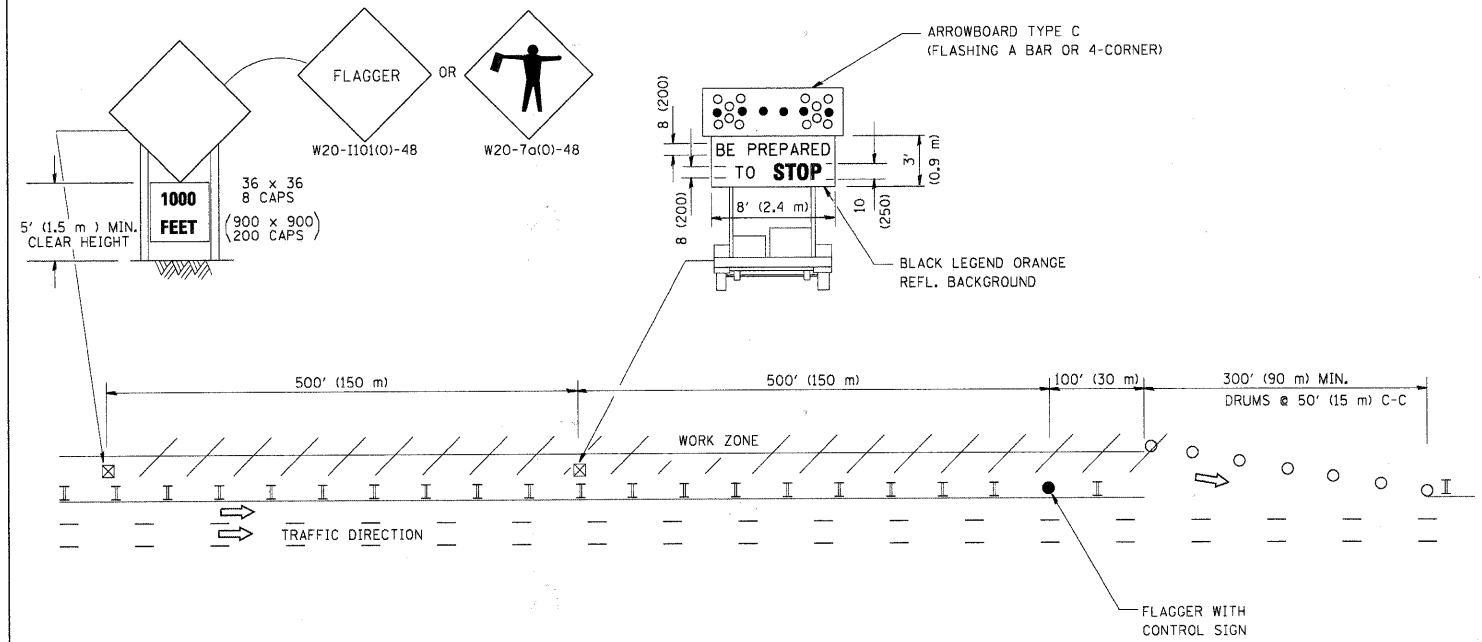 ARROWBOARD TYPE C
(FLASHING A BAR OR 4-CORNER)
FLAGGER
OR
W20-I101(O)-48
W20-7a(O)-48
1000
FEET
36 x 36
8 CAPS
(900 x 900)
(200 CAPS)
5' (1.5 m ) MIN.
CLEAR HEIGHT
8 (200)
8 (200)
BE PREPARED
TO STOP
3'
(0.9 m)
10
(250)
8' (2.4 m)
BLACK LEGEND ORANGE
REFL. BACKGROUND
500' (150 m)
500' (150 m)
100' (30 m)
300' (90 m) MIN.
DRUMS @ 50' (15 m) C-C
WORK ZONE
TRAFFIC DIRECTION
FLAGGER WITH
CONTROL SIGN